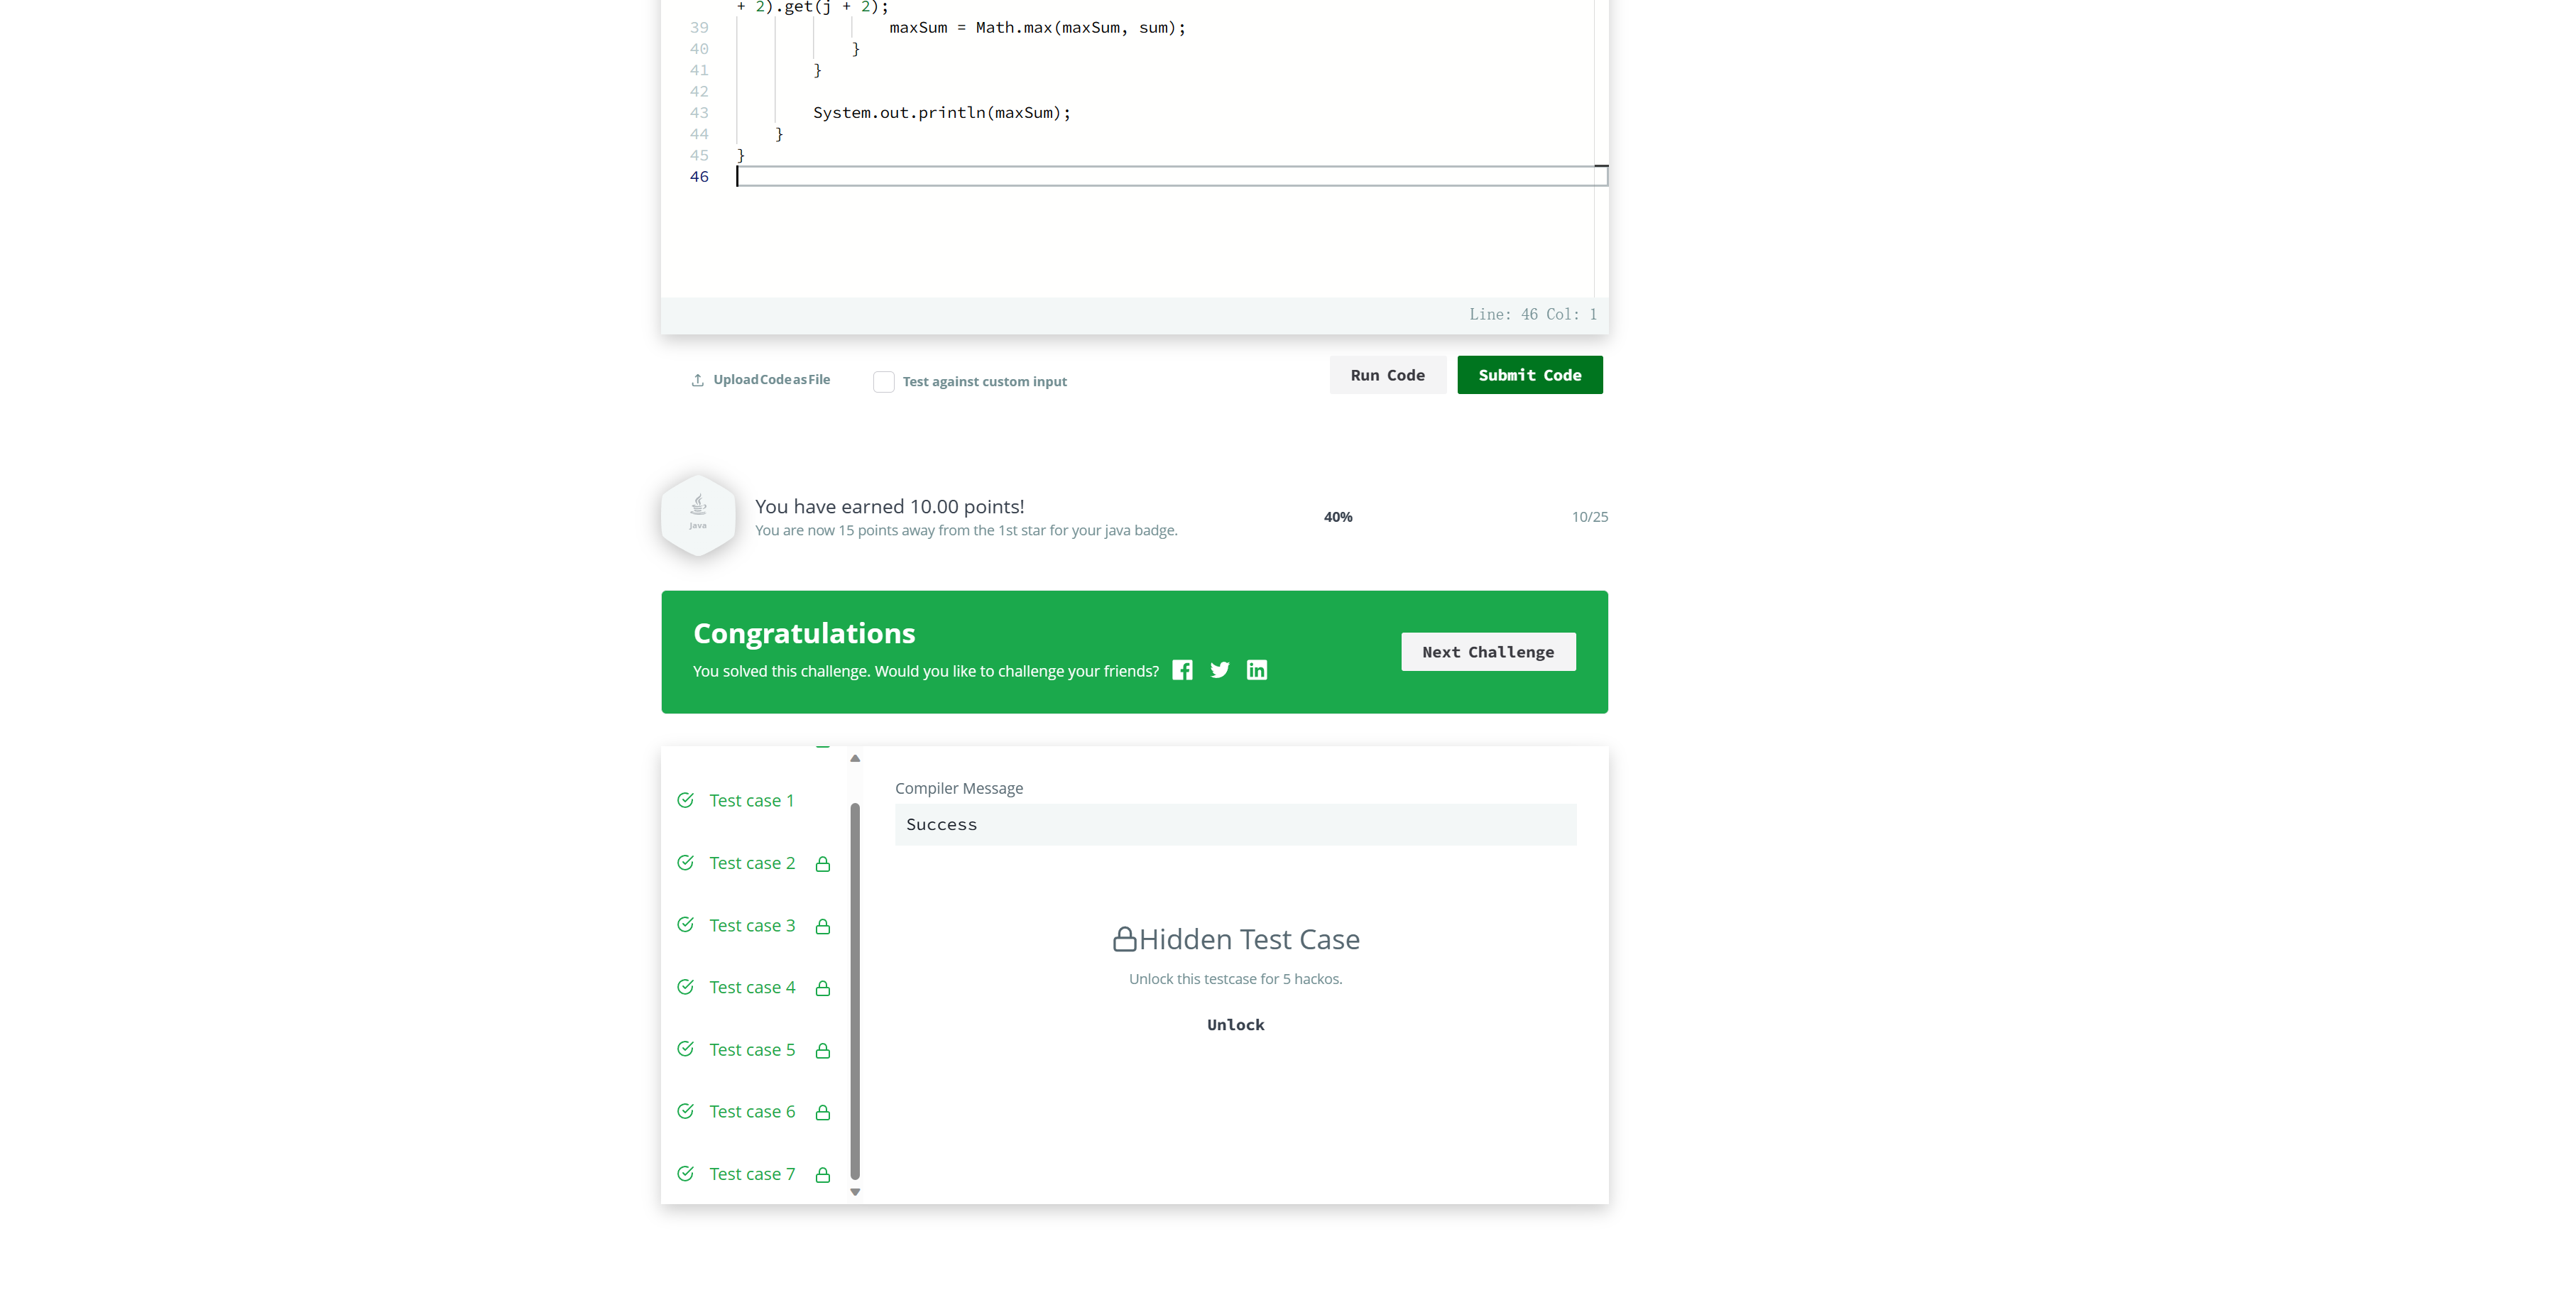 + 2).get(j + 2);
39 maxSum = Math.max(maxSum, sum);
40 }
41 }
42
43 System.out.println(maxSum);
44 }
45 }
46
Line: 46 Col: 1
Upload Code as File
Test against custom input
Run Code
Submit Code
Java
You have earned 10.00 points!
You are now 15 points away from the 1st star for your java badge.
40%
10/25
Congratulations
You solved this challenge. Would you like to challenge your friends?
Next Challenge
Test case 1
Test case 2
Test case 3
Test case 4
Test case 5
Test case 6
Test case 7
Compiler Message
Success
Hidden Test Case
Unlock this testcase for 5 hackos.
Unlock